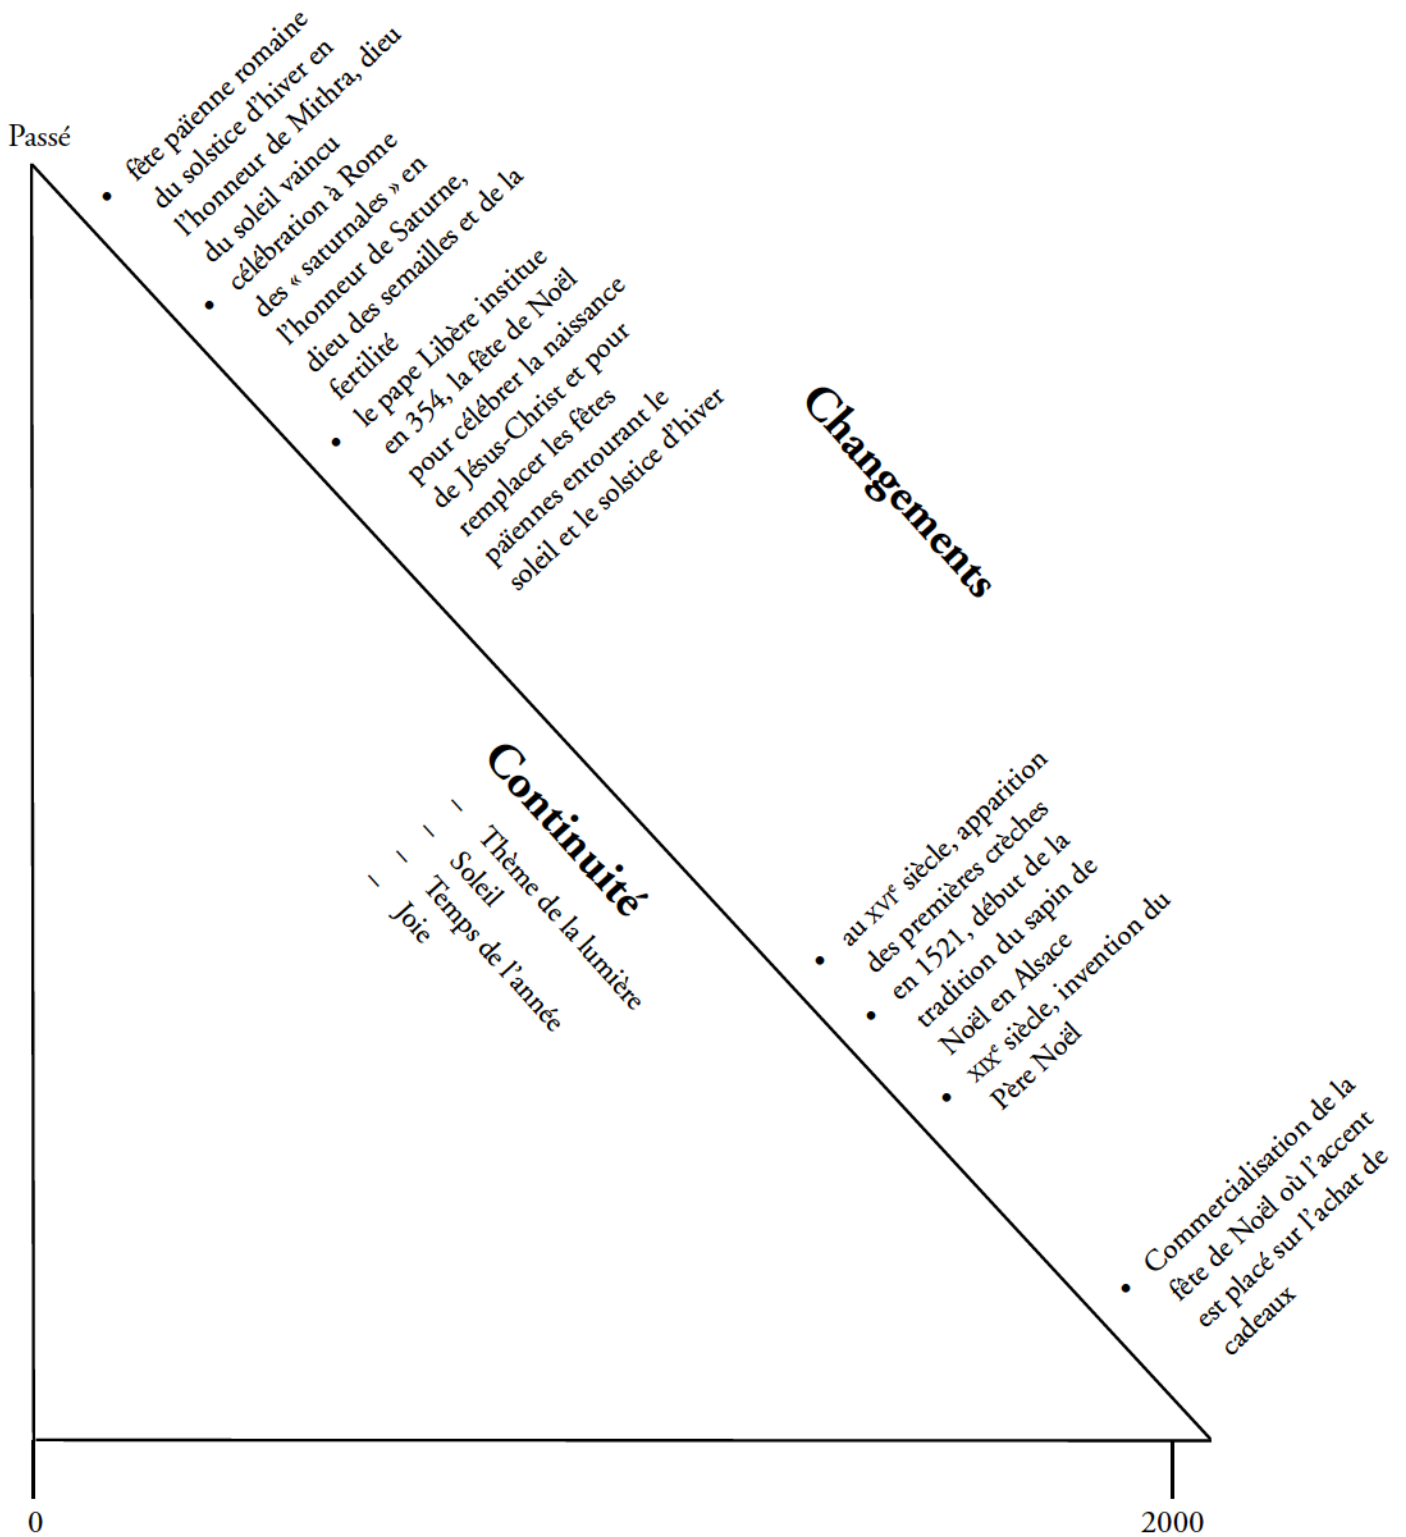 Passé
• fête païenne romaine
du solstice d'hiver en
l'honneur de Mithra, dieu
du soleil vaincu
• célébration à Rome
des « saturnales » en
l'honneur de Saturne,
dieu des semailles et de la
fertilité
• le pape Libère institue
en 354, la fête de Noël
pour célébrer la naissance
de Jésus-Christ et pour
remplacer les fêtes
païennes entourant le
soleil et le solstice d'hiver
Changements
Continuité
– Thème de la lumière
– Soleil
– Temps de l'année
– Joie
• au XVIe siècle, apparition
des premières crèches
• en 1521, début de la
tradition du sapin de
Noël en Alsace
• XIXe siècle, invention du
Père Noël
• Commercialisation de la
fête de Noël où l'accent
est placé sur l'achat de
cadeaux
0
2000